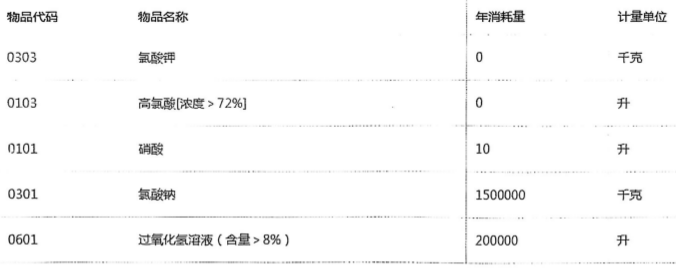 物品代码 物品名称 年消耗量 计量单位
0303 氯酸钾 0 千克
0103 高氯酸[浓度＞72%] 0 升
0101 硝酸 10 升
0301 氯酸钠 1500000 千克
0601 过氧化氢溶液（含量＞8%） 200000 升